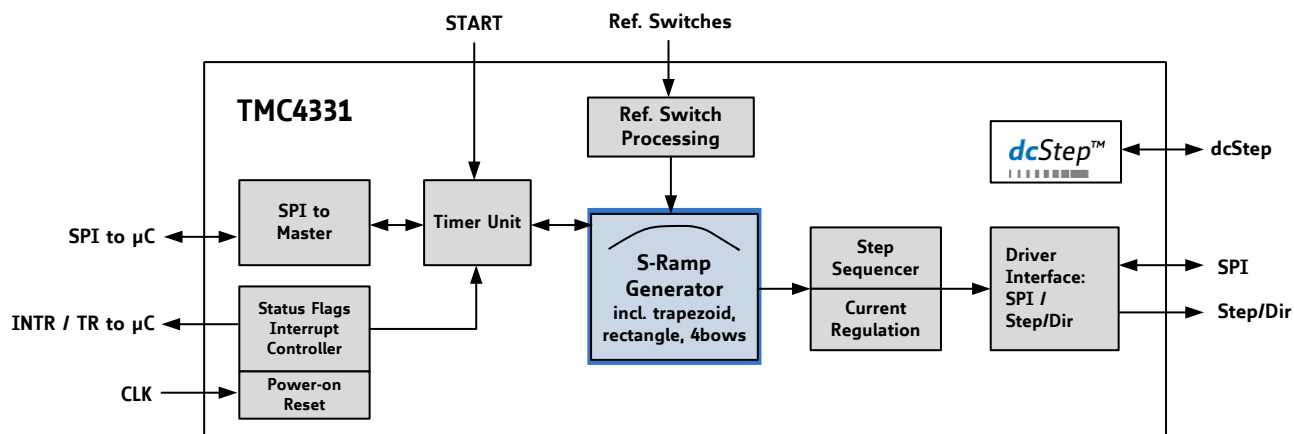 START
Ref. Switches
TMC4331
Ref. Switch
Processing
dcStep™
dcStep
SPI to
Master
Timer Unit
SPI to µC
S-Ramp
Generator
incl. trapezoid,
rectangle, 4bows
Step
Sequencer
Current
Regulation
Driver
Interface:
SPI /
Step/Dir
SPI
Step/Dir
Status Flags
Interrupt
Controller
INTR / TR to µC
Power-on
Reset
CLK